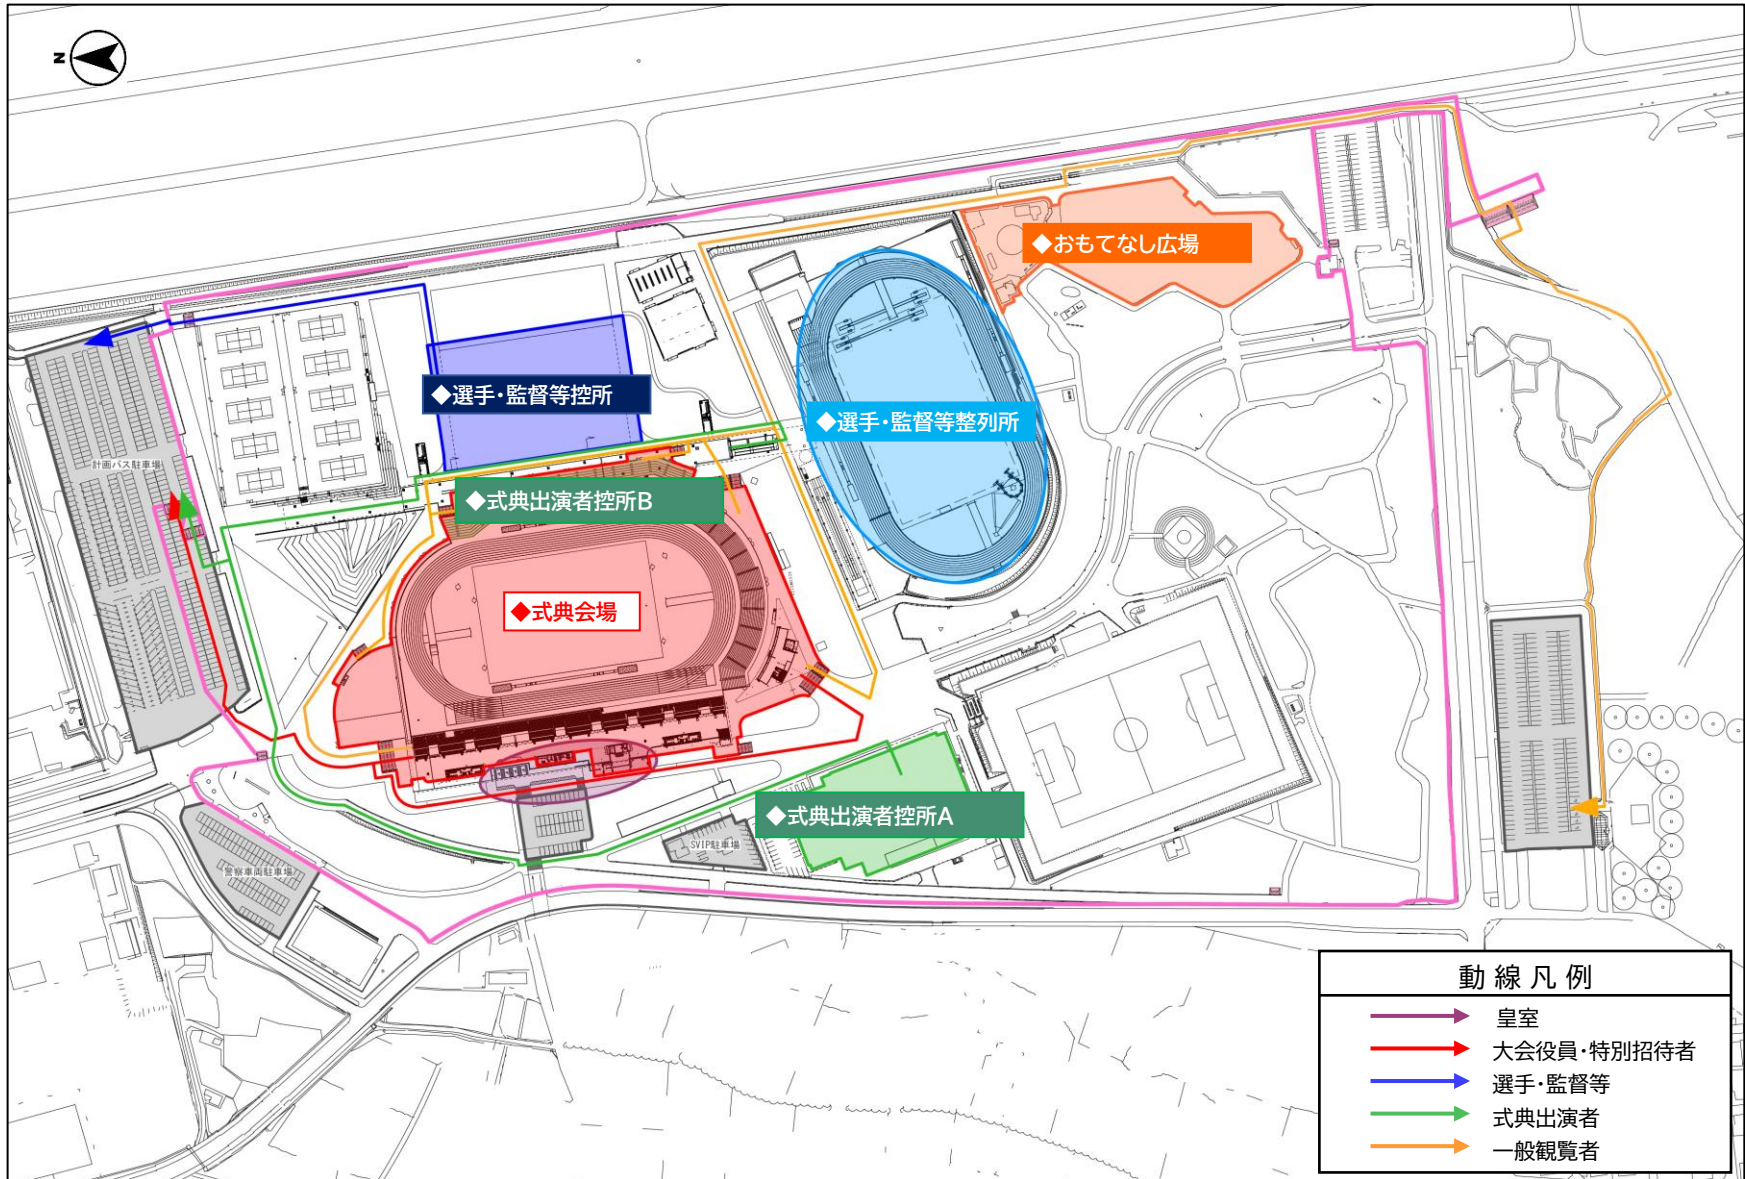 N
◆おもてなし広場
◆選手・監督等控所
◆選手・監督等整列所
計画バス駐車場
◆式典出演者控所B
◆式典会場
◆式典出演者控所A
SVIP駐車場
警察車両駐車場
動線凡例
皇室
大会役員・特別招待者
選手・監督等
式典出演者
一般観覧者